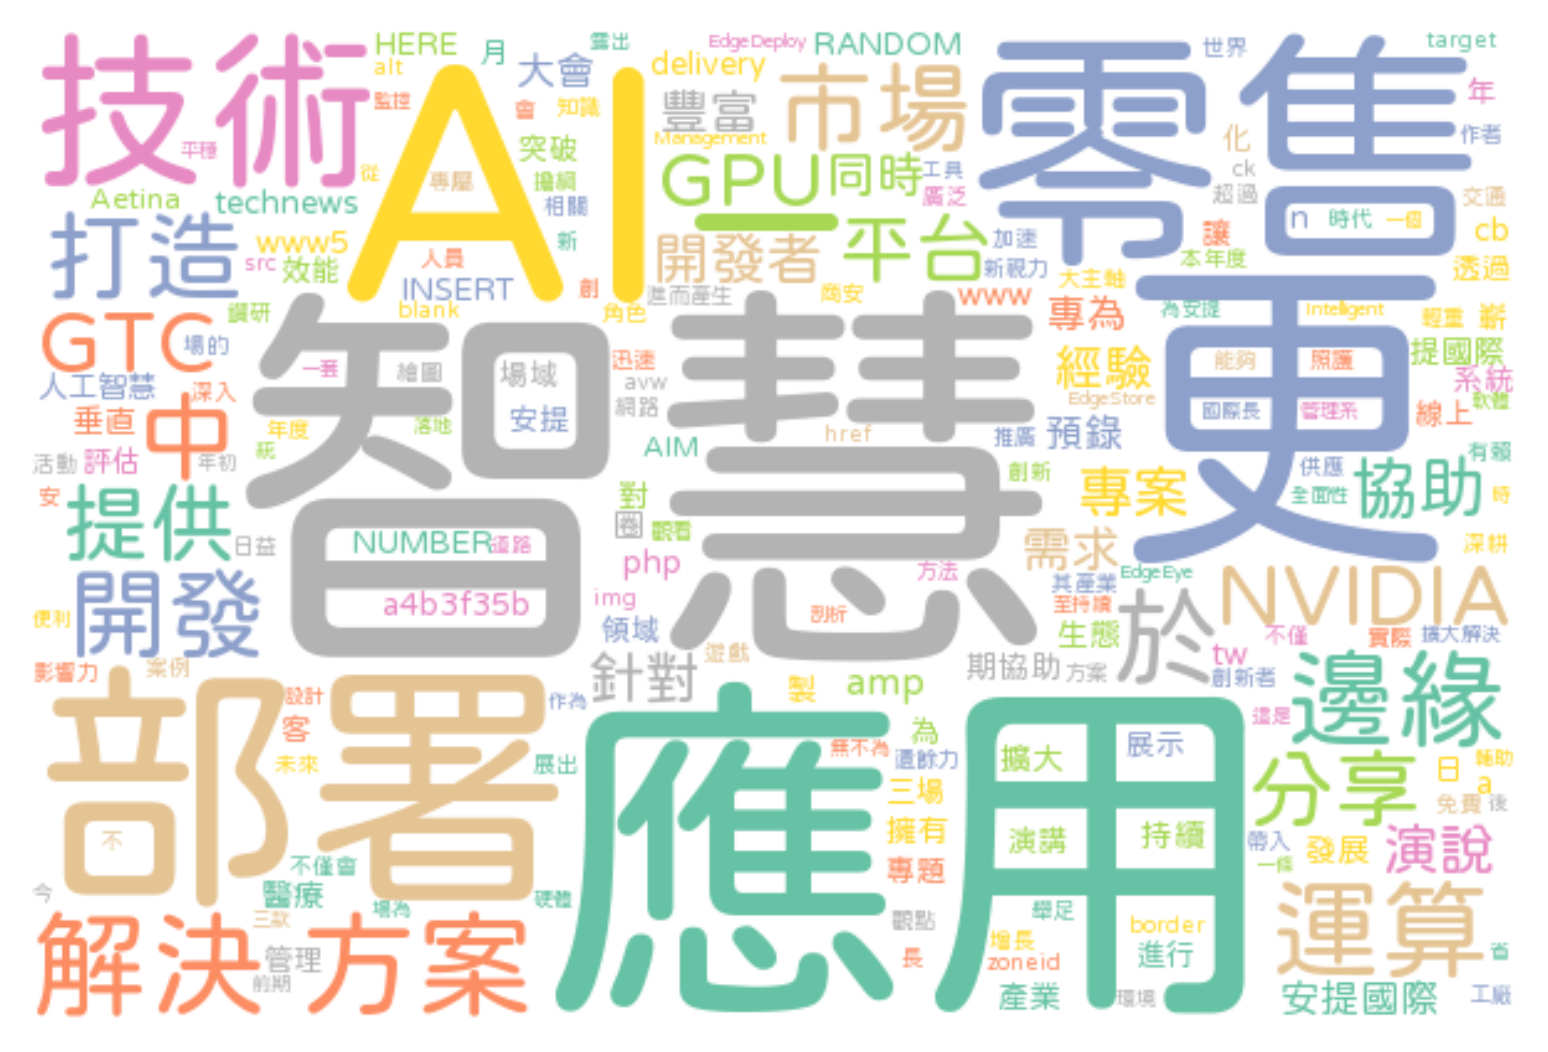 技術
HERE
月
露出
EdgeDeploy
RANDOM
世界
target
alt
大會
delivery
市場
零售
年
監控
AI
會
知識
豐富
化
作者
平穩
從
專屬
突破
Management
GPU
同時
工具
ck
Aetina
technews
擔綱
相關
廣泛
超過
交通
n
時代
一個
打造
www5
新
開發者
平台
加速
讓
cb
src
效能
人員
新視力
本年度
透過
INSERT
創
進而產生
商安
www
大主軸
鑽研
blank
角色
專為
為安提
Intelligent
輕重
嶄
GTC
場的
智慧
更
一套
繪圖
場域
迅速
經驗
能夠
照護
提國際
人工智慧
深入
avw
網路
EdgeStore
國際長
管理系
系統
軟體
垂直
中
年度
落地
安提
AIM
href
推廣
預錄
線上
活動
評估
年初
統
創新
供應
有賴
安
提供
對
專案
全面性
協助
時
圈
觀看
日益
NUMBER
道路
php
方法
需求
深耕
開發
a4b3f35b
img
其產業
EdgeEye
NVIDIA
便利
剖析
至持續
於
領域
生態
不僅
實際
擴大解決
影響力
案例
針對
遊戲
期協助
方案
tw
創新者
邊緣
部署
設計
作為
製
amp
客
應用
為
無不為
擴大
展示
這是
未來
展出
遺餘力
分享
日
輔助
a
三場
免費
後
不
擁有
演講
持續
帶入
發展
演說
不僅會
專題
一條
今
醫療
場為
硬體
運算
解決方案
三款
觀點
舉足
border
管理
長
增長
進行
省
前期
zoneid
產業
環境
安提國際
工廠